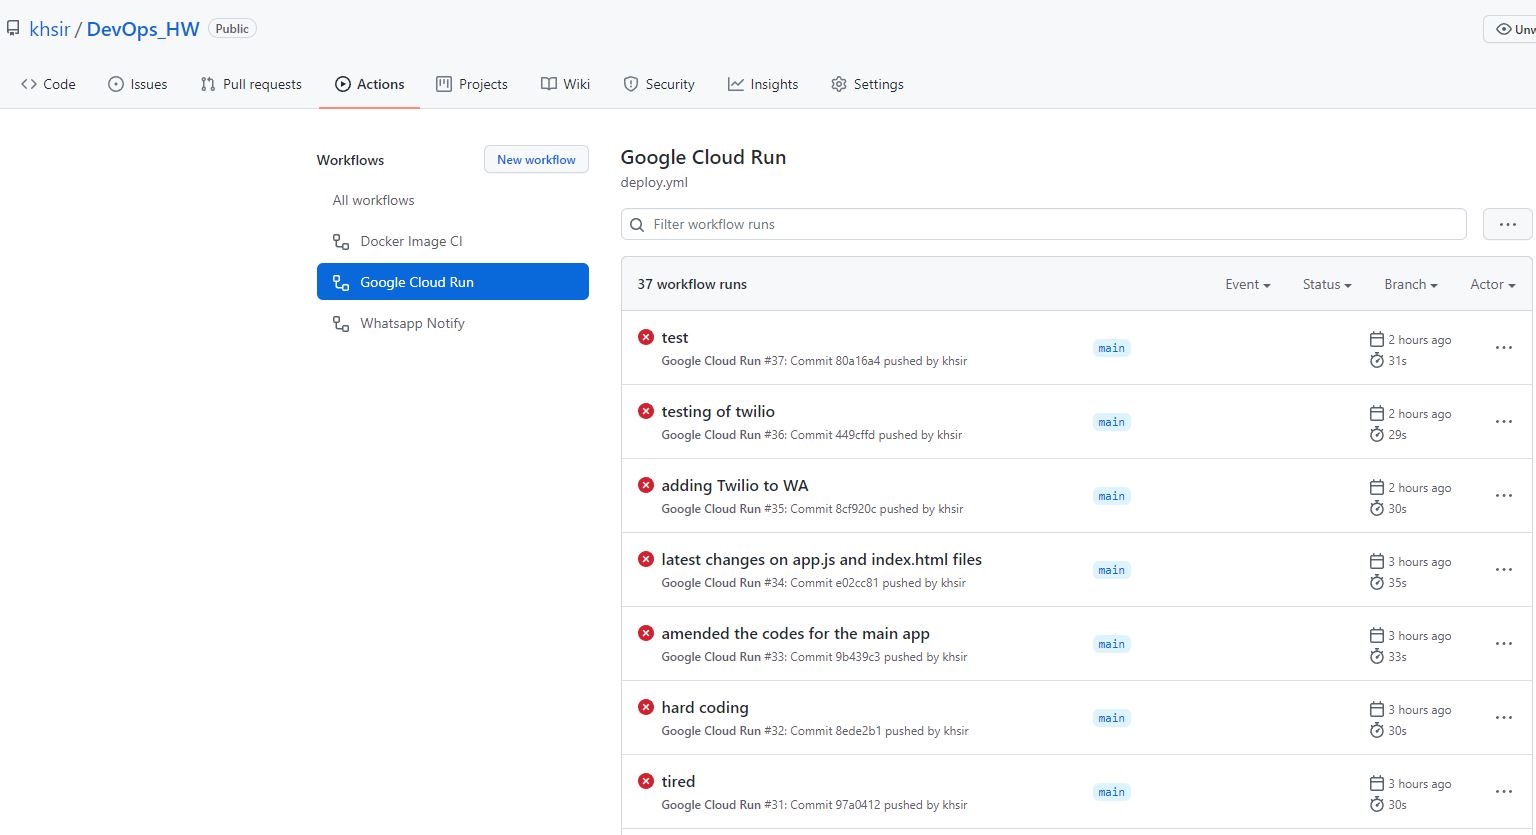 khsir / DevOps_HW Public
Code Issues Pull requests Actions Projects Wiki Security Insights Settings
Workflows
New workflow
All workflows
Docker Image CI
Google Cloud Run
Whatsapp Notify
Google Cloud Run
deploy.yml
Filter workflow runs
37 workflow runs
Event Status Branch Actor
test
Google Cloud Run #37: Commit 80a16a4 pushed by khsir
main
2 hours ago
31s
testing of twilio
Google Cloud Run #36: Commit 449cffd pushed by khsir
main
2 hours ago
29s
adding Twilio to WA
Google Cloud Run #35: Commit 8cf920c pushed by khsir
main
2 hours ago
30s
latest changes on app.js and index.html files
Google Cloud Run #34: Commit e02cc81 pushed by khsir
main
3 hours ago
35s
amended the codes for the main app
Google Cloud Run #33: Commit 9b439c3 pushed by khsir
main
3 hours ago
33s
hard coding
Google Cloud Run #32: Commit 8ede2b1 pushed by khsir
main
3 hours ago
30s
tired
Google Cloud Run #31: Commit 97a0412 pushed by khsir
main
3 hours ago
30s